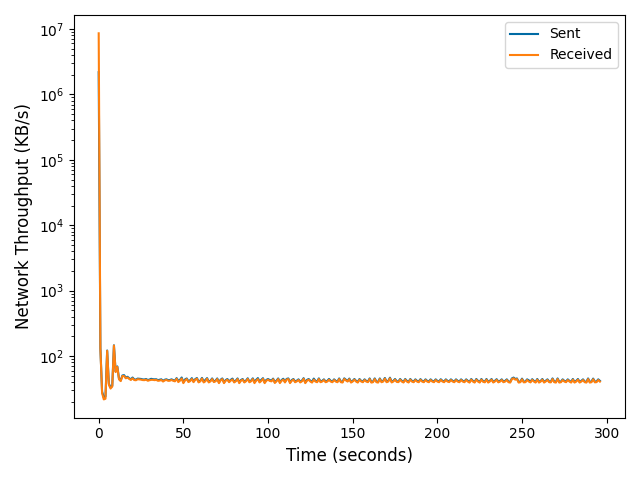 Sent
Received
Network Throughput (KB/s)
10⁷
10⁶
10⁵
10⁴
10³
10²
0 50 100 150 200 250 300
Time (seconds)